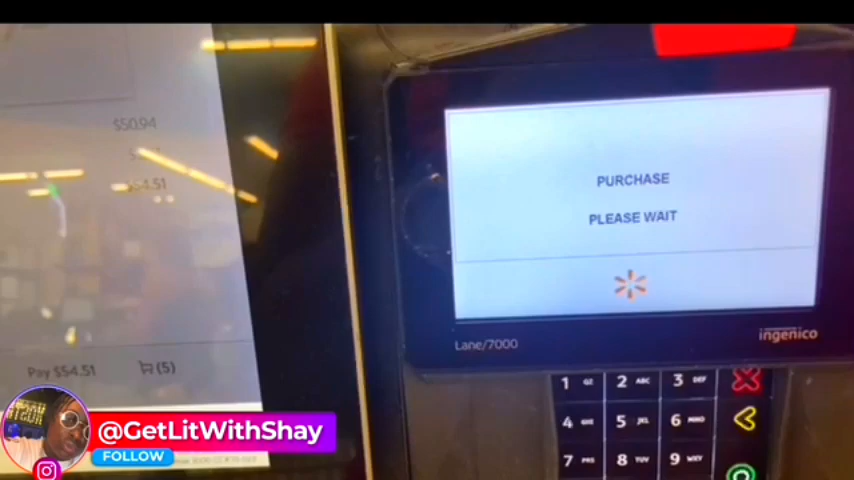 $50.94
$54.51
Pay $54.51
(5)
PURCHASE
PLEASE WAIT
Lane/7000
ingenico
1 QZ 2 ABC 3 DEF
4 5 JKL 6 MNO
7 PRS 8 TUV 9 WXY
@GetLitWithShay
FOLLOW